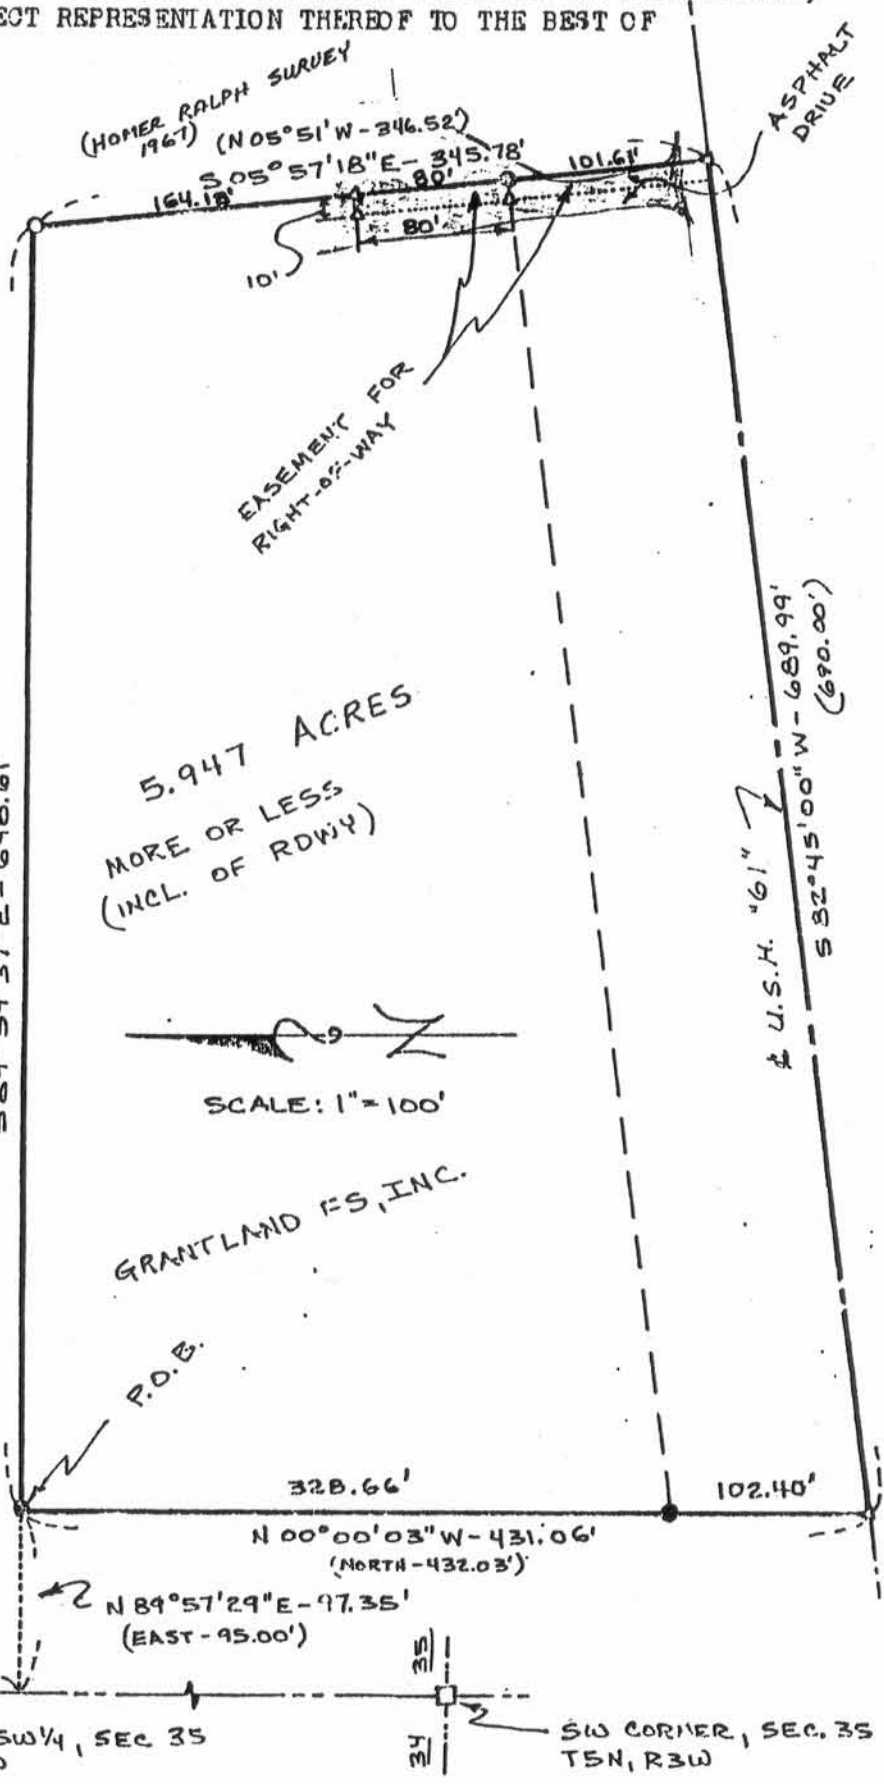 REPRESENTATION THEREOF TO THE BEST OF
(HOMER RALPH SURVEY
1967)
(N 05°51'W - 346.52)
S 05°57'18"E - 345.78'
164.18'
80'
101.61'
80'
10'
ASPHALT
DRIVE
EASEMENT FOR
RIGHT-OF-WAY
5.947 ACRES
MORE OR LESS
(INCL. OF RDWY)
N
SCALE: 1"=100'
GRANTLAND FS, INC.
P.O.B.
℄ U.S.H. "61"
S 82°45'00"W - 689.99'
(690.00')
328.66'
102.40'
N 00°00'03"W - 431.06'
(NORTH - 432.03')
N 89°57'29"E - 97.35'
(EAST - 95.00')
35
34
SW 1/4, SEC 35
SW CORNER, SEC. 35
T5N, R3W